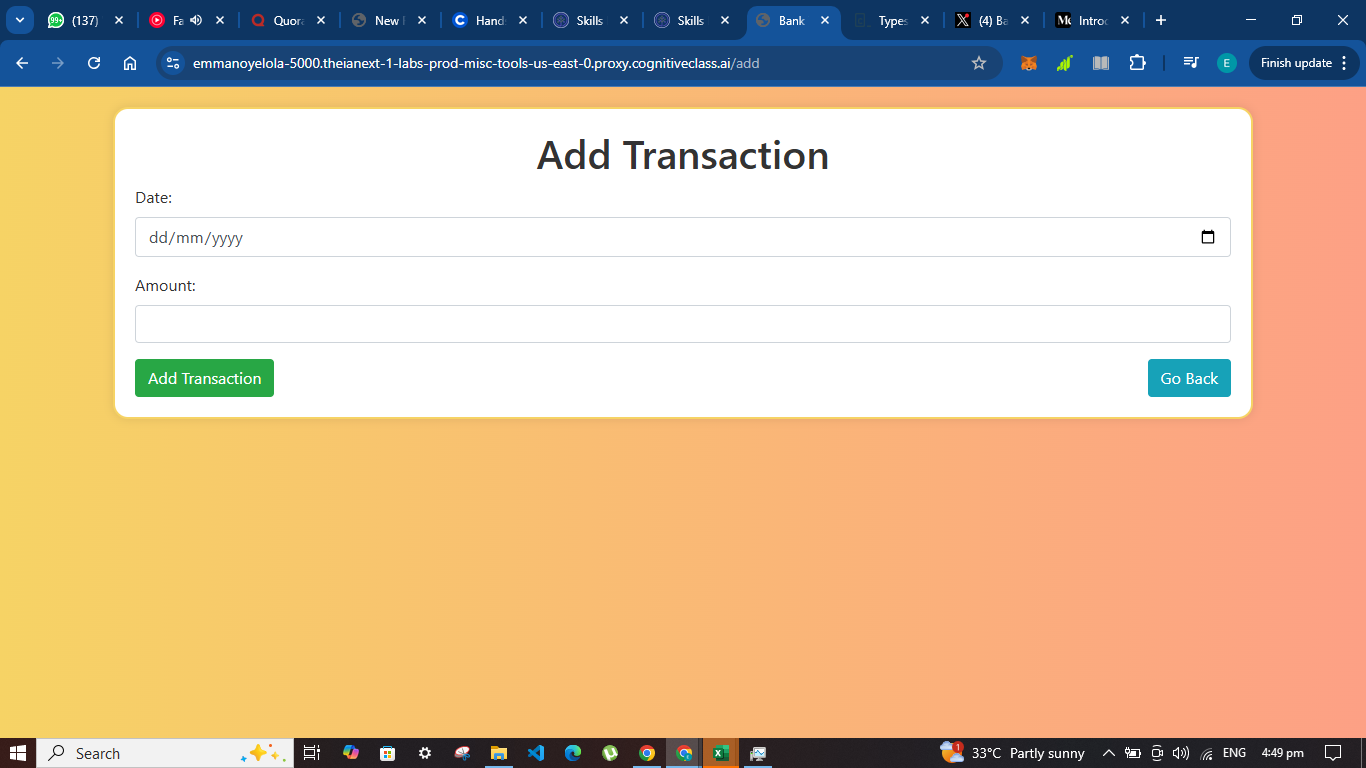 99+ (137) Fa Quora New Hands Skills Skills Bank Types (4) Ba Introd
emmanoyelola-5000.theianext-1-labs-prod-misc-tools-us-east-0.proxy.cognitiveclass.ai/add E Finish update
Add Transaction
Date:
dd/mm/yyyy
Amount:
Add Transaction Go Back
Search 1 33°C Partly sunny ENG 4:49 pm